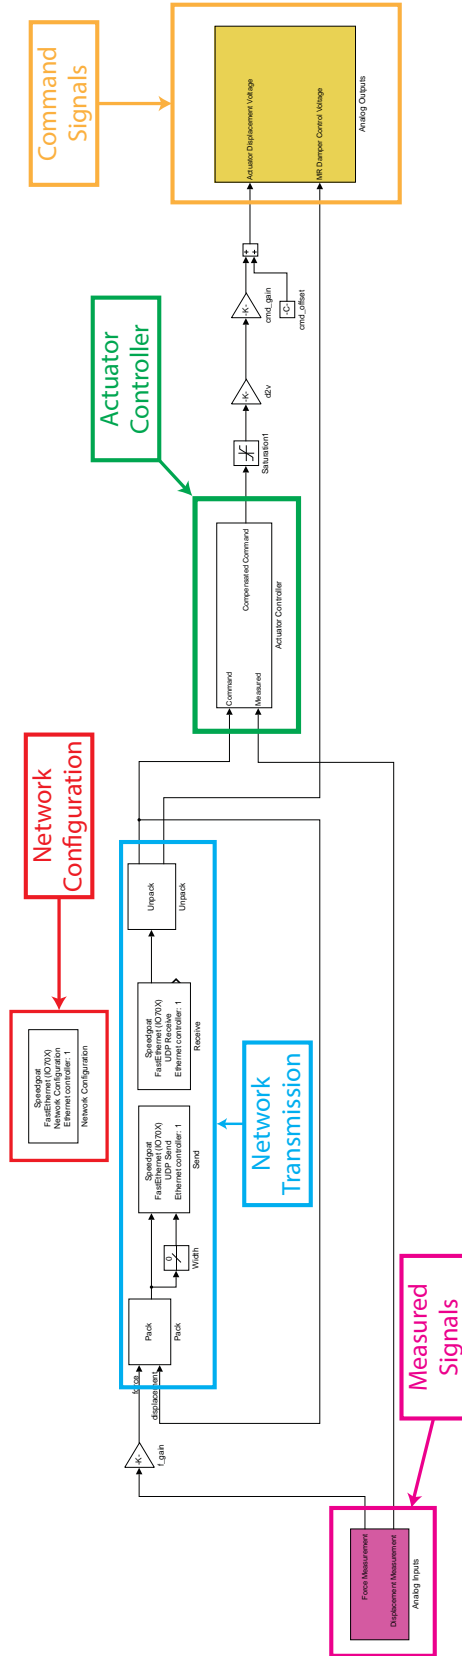 Measured
Signals
Force Measurement
Displacement Measurement
Analog Inputs
-K-
f_gain
force
displacement
Pack
Pack
0
Width
Speedgoat
FastEthernet (IO70X)
UDP Send
Ethernet controller: 1
Send
Speedgoat
FastEthernet (IO70X)
UDP Receive
Ethernet controller: 1
Receive
Unpack
Unpack
Network
Transmission
Speedgoat
FastEthernet (IO70X)
Network Configuration
Ethernet controller: 1
Network Configuration
Network
Configuration
Command
Measured
Compensated Command
Actuator Controller
Actuator
Controller
Saturation1
-K-
d2v
-K-
cmd_gain
-C-
cmd_offset
+
+
Actuator Displacement Voltage
MR Damper Control Voltage
Analog Outputs
Command
Signals